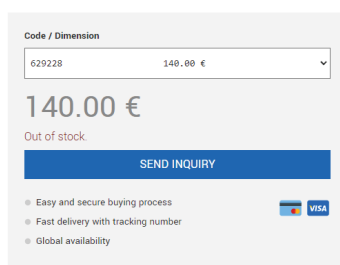 Code / Dimension
629228 140.00 €
140.00 €
Out of stock.
SEND INQUIRY
Easy and secure buying process
Fast delivery with tracking number
Global availability
VISA